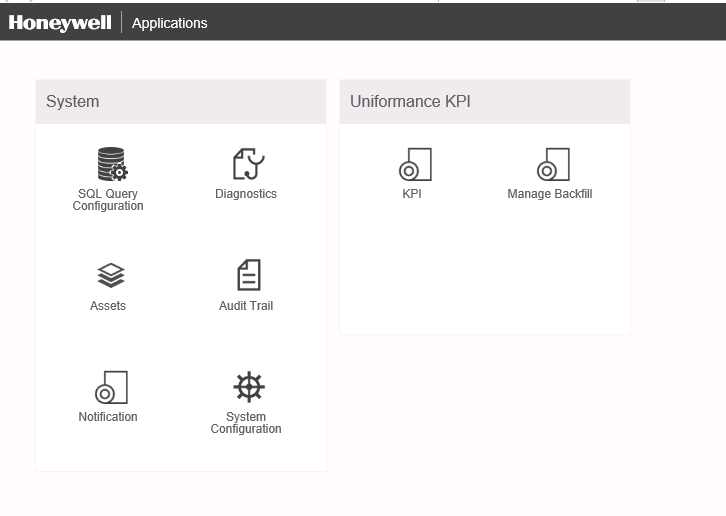 Honeywell Applications
System
SQL Query
Configuration
Diagnostics
Assets
Audit Trail
Notification
System
Configuration
Uniformance KPI
KPI
Manage Backfill